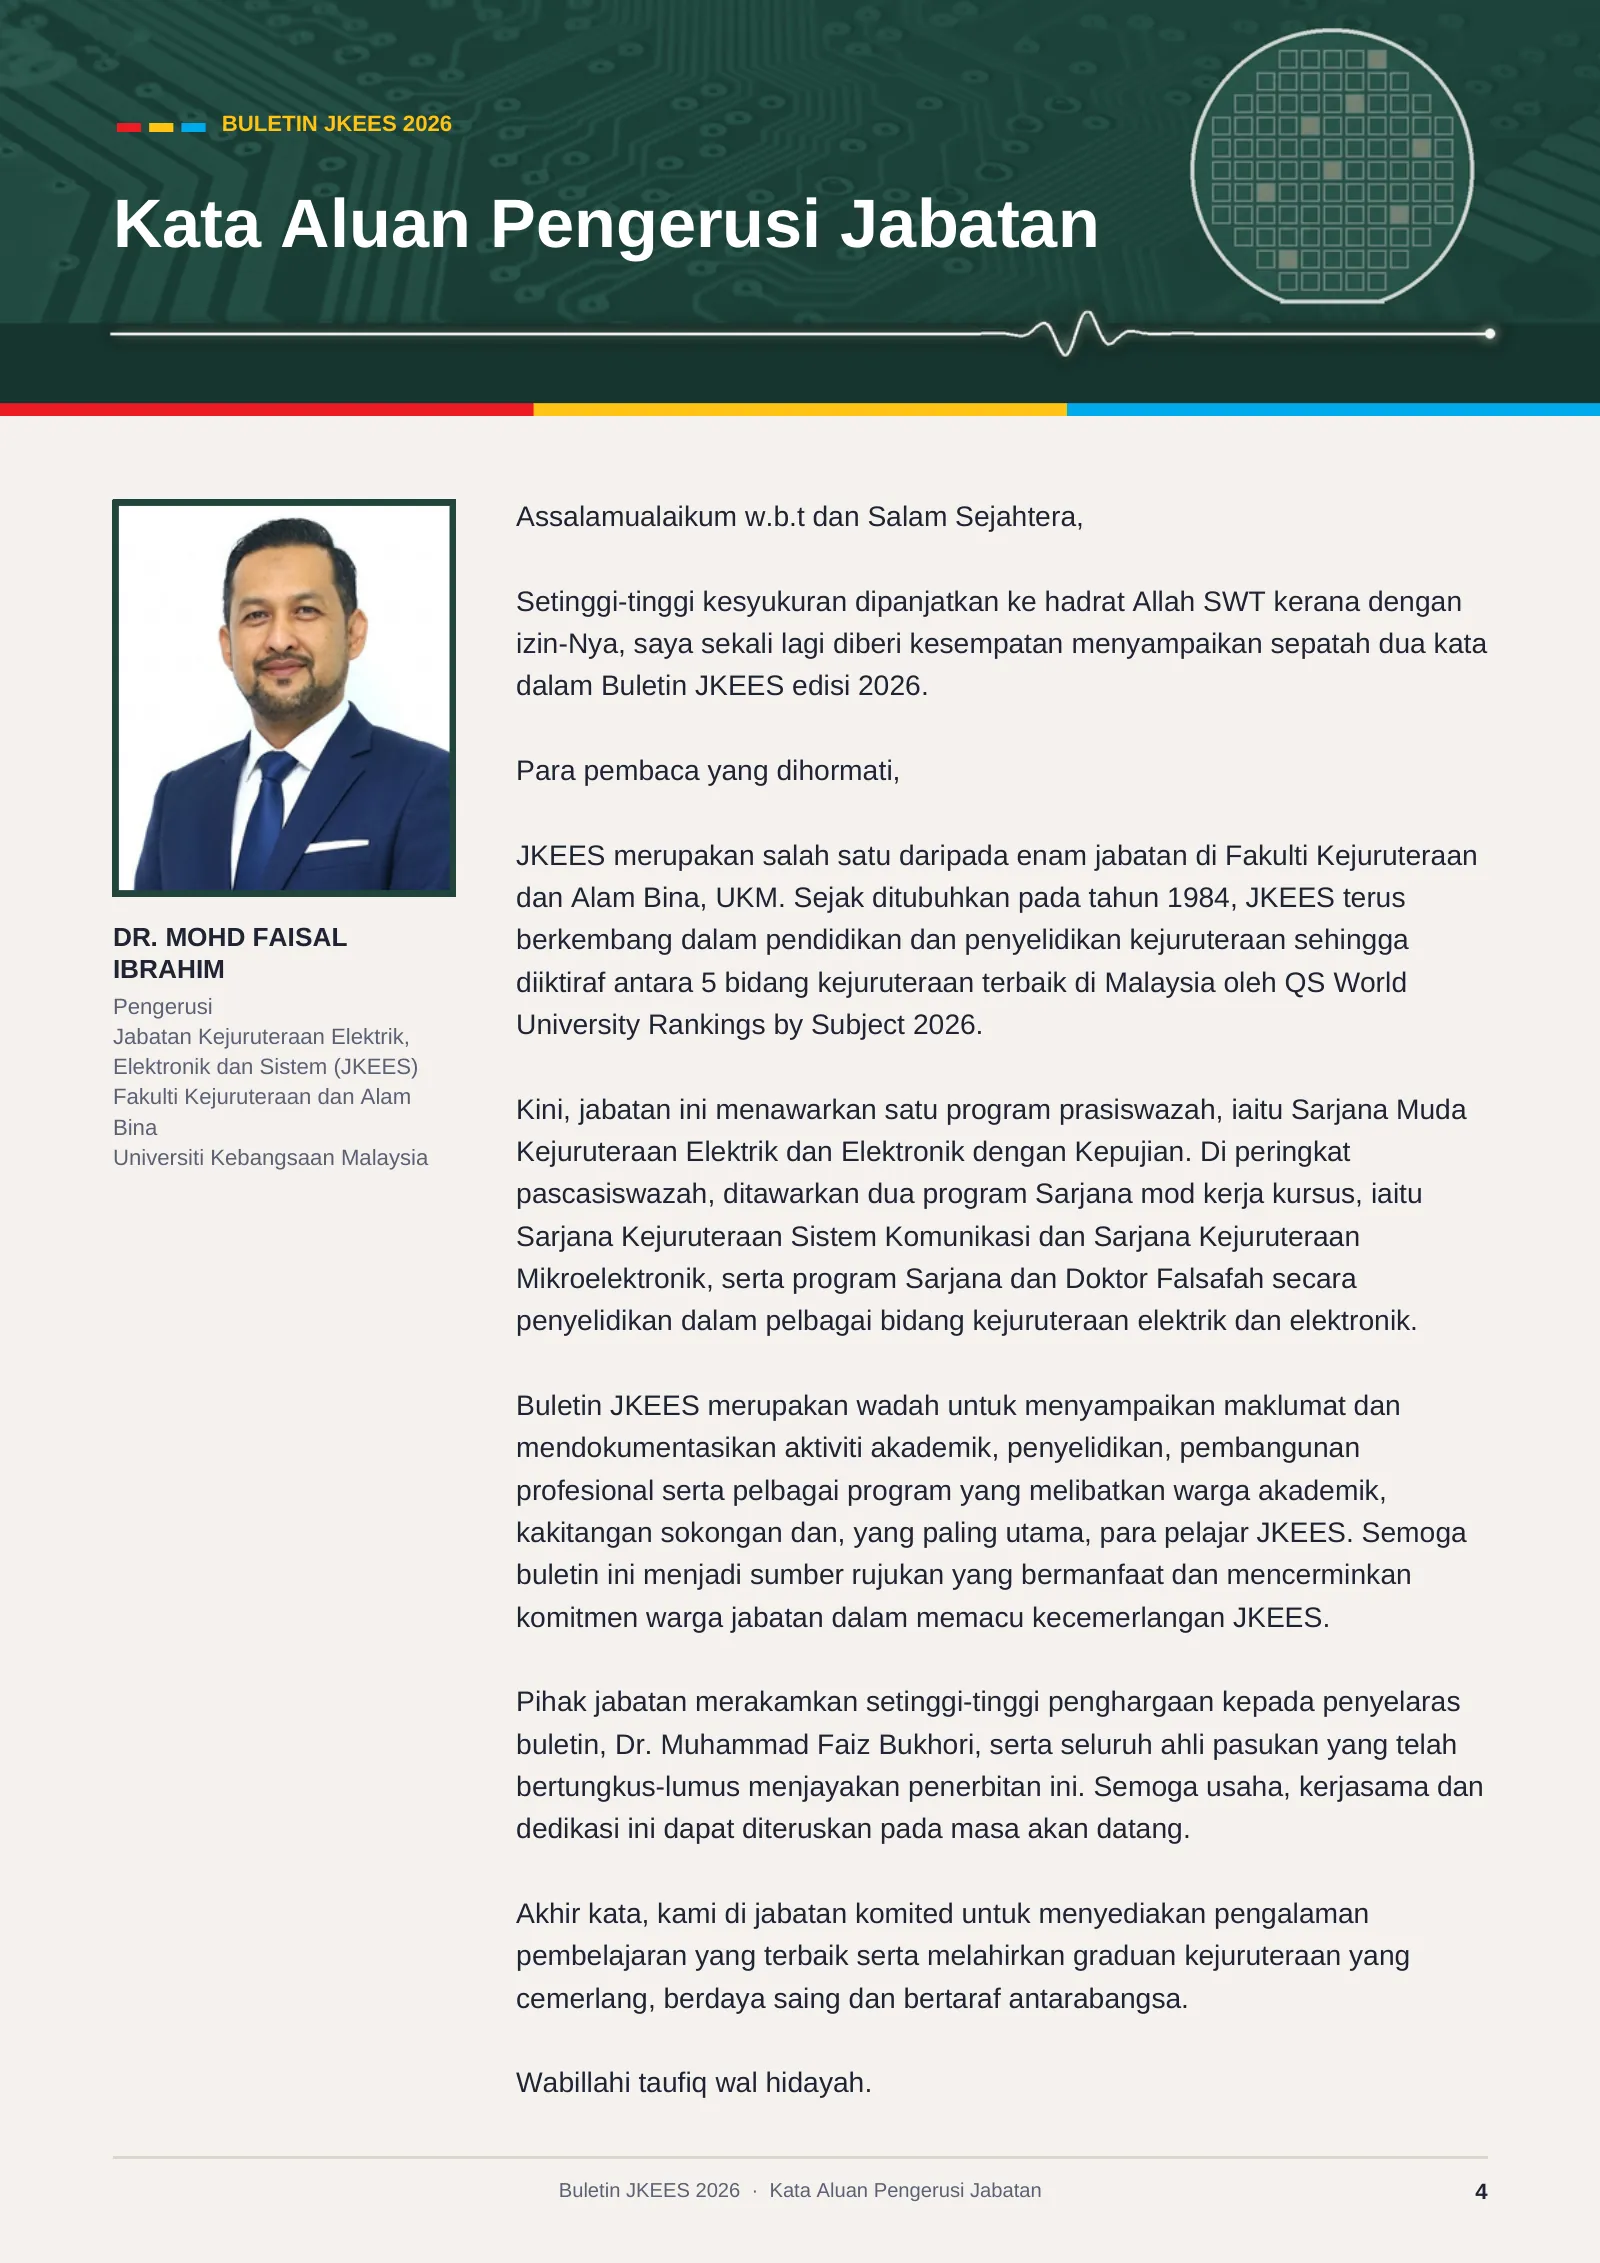 BULETIN JKEES 2026
Kata Aluan Pengerusi Jabatan
DR. MOHD FAISAL
IBRAHIM
Pengerusi
Jabatan Kejuruteraan Elektrik,
Elektronik dan Sistem (JKEES)
Fakulti Kejuruteraan dan Alam
Bina
Universiti Kebangsaan Malaysia
Assalamualaikum w.b.t dan Salam Sejahtera,
Setinggi-tinggi kesyukuran dipanjatkan ke hadrat Allah SWT kerana dengan
izin-Nya, saya sekali lagi diberi kesempatan menyampaikan sepatah dua kata
dalam Buletin JKEES edisi 2026.
Para pembaca yang dihormati,
JKEES merupakan salah satu daripada enam jabatan di Fakulti Kejuruteraan
dan Alam Bina, UKM. Sejak ditubuhkan pada tahun 1984, JKEES terus
berkembang dalam pendidikan dan penyelidikan kejuruteraan sehingga
diiktiraf antara 5 bidang kejuruteraan terbaik di Malaysia oleh QS World
University Rankings by Subject 2026.
Kini, jabatan ini menawarkan satu program prasiswazah, iaitu Sarjana Muda
Kejuruteraan Elektrik dan Elektronik dengan Kepujian. Di peringkat
pascasiswazah, ditawarkan dua program Sarjana mod kerja kursus, iaitu
Sarjana Kejuruteraan Sistem Komunikasi dan Sarjana Kejuruteraan
Mikroelektronik, serta program Sarjana dan Doktor Falsafah secara
penyelidikan dalam pelbagai bidang kejuruteraan elektrik dan elektronik.
Buletin JKEES merupakan wadah untuk menyampaikan maklumat dan
mendokumentasikan aktiviti akademik, penyelidikan, pembangunan
profesional serta pelbagai program yang melibatkan warga akademik,
kakitangan sokongan dan, yang paling utama, para pelajar JKEES. Semoga
buletin ini menjadi sumber rujukan yang bermanfaat dan mencerminkan
komitmen warga jabatan dalam memacu kecemerlangan JKEES.
Pihak jabatan merakamkan setinggi-tinggi penghargaan kepada penyelaras
buletin, Dr. Muhammad Faiz Bukhori, serta seluruh ahli pasukan yang telah
bertungkus-lumus menjayakan penerbitan ini. Semoga usaha, kerjasama dan
dedikasi ini dapat diteruskan pada masa akan datang.
Akhir kata, kami di jabatan komited untuk menyediakan pengalaman
pembelajaran yang terbaik serta melahirkan graduan kejuruteraan yang
cemerlang, berdaya saing dan bertaraf antarabangsa.
Wabillahi taufiq wal hidayah.
Buletin JKEES 2026 · Kata Aluan Pengerusi Jabatan
4